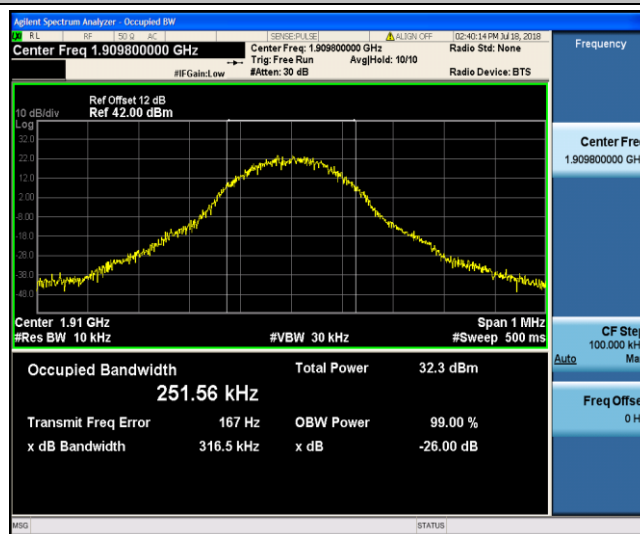 Agilent Spectrum Analyzer - Occupied BW
RL RF 50 Ω AC SENSE:PULSE ALIGN OFF 02:40:14 PM Jul 18, 2018
Center Freq 1.909800000 GHz Center Freq: 1.909800000 GHz Radio Std: None Frequency
Trig: Free Run Avg|Hold: 10/10
#IFGain:Low #Atten: 30 dB Radio Device: BTS
Ref Offset 12 dB
10 dB/div Ref 42.00 dBm
Log
32.0
22.0
12.0
2.00
-8.00
-18.0
-28.0
-38.0
-48.0
Center 1.91 GHz Span 1 MHz
#Res BW 10 kHz #VBW 30 kHz #Sweep 500 ms
Center Fre
1.909800000 GH
CF Ste
100.000 kH
Auto Ma
Freq Offse
0 H
Occupied Bandwidth Total Power 32.3 dBm
251.56 kHz
Transmit Freq Error 167 Hz OBW Power 99.00 %
x dB Bandwidth 316.5 kHz x dB -26.00 dB
MSG STATUS